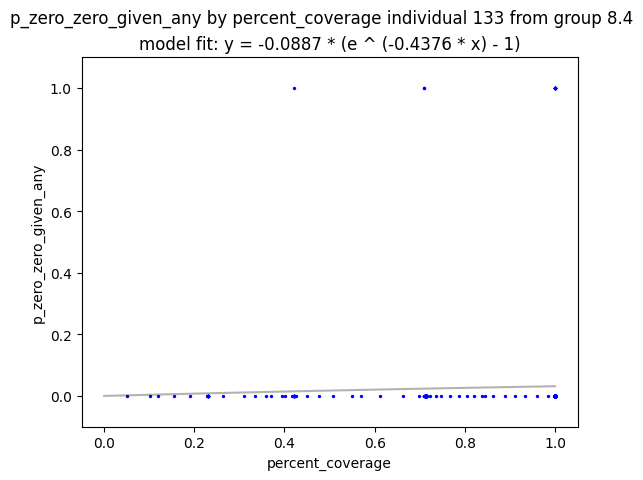 p_zero_zero_given_any by percent_coverage individual 133 from group 8.4
model fit: y = -0.0887 * (e ^ (-0.4376 * x) - 1)
1.0
0.8
0.6
0.4
0.2
0.0
p_zero_zero_given_any
0.0 0.2 0.4 0.6 0.8 1.0
percent_coverage